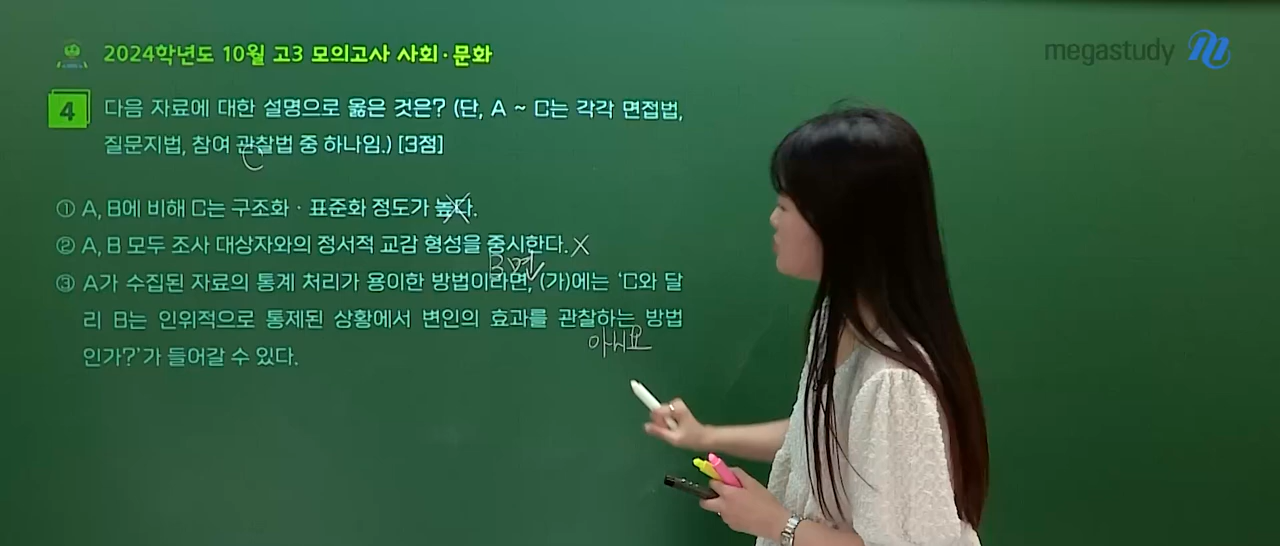 2024학년도 10월 고3 모의고사 사회·문화
megastudy
4 다음 자료에 대한 설명으로 옳은 것은? (단, A ~ C는 각각 면접법,
질문지법, 참여 관찰법 중 하나임.) [3점]
C
① A, B에 비해 C는 구조화·표준화 정도가 높다.
② A, B 모두 조사 대상자와의 정서적 교감 형성을 중시한다. X
B 면
③ A가 수집된 자료의 통계 처리가 용이한 방법이라면, (가)에는 ‘C와 달
리 B는 인위적으로 통제된 상황에서 변인의 효과를 관찰하는 방법
아니요
인가?’가 들어갈 수 있다.